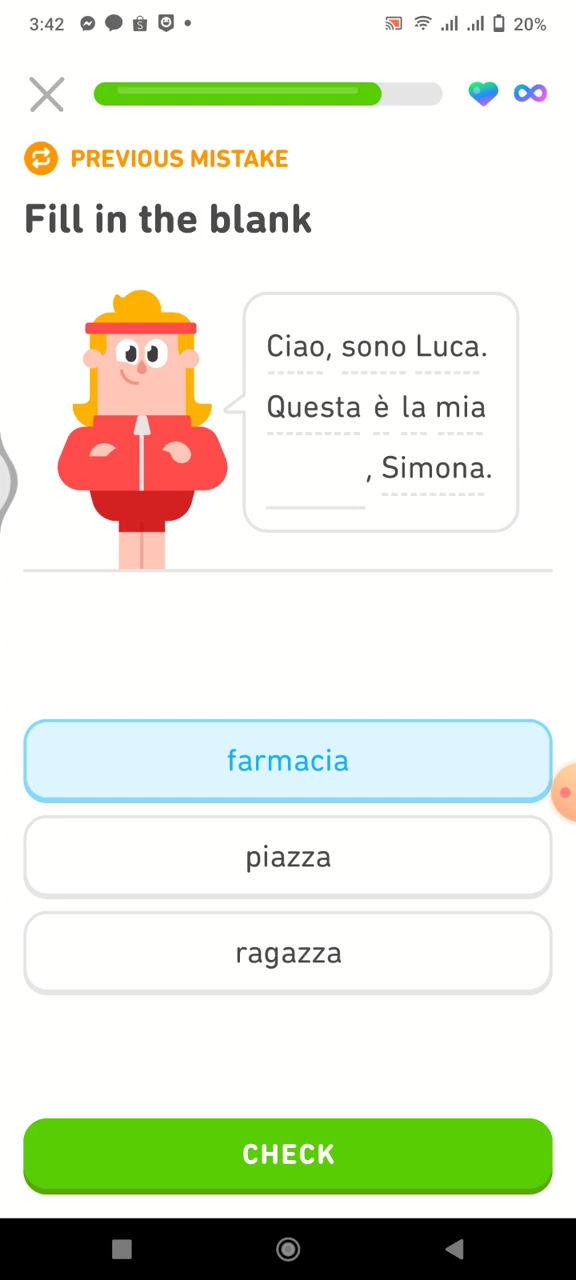 3:42
20%
PREVIOUS MISTAKE
Fill in the blank
Ciao, sono Luca.
Questa è la mia
, Simona.
farmacia
piazza
ragazza
CHECK